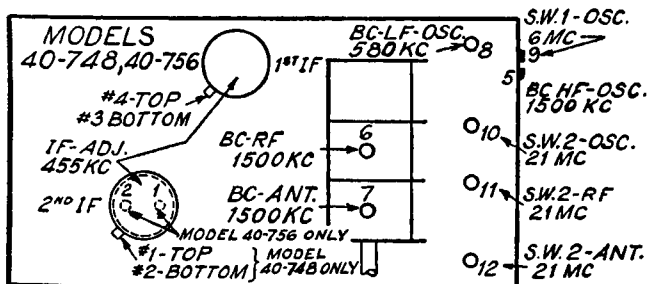 MODELS
40-748,40-756
1ST IF
#4-TOP
#3 BOTTOM
IF-ADJ.
455KC
2ND IF
2 1
MODEL 40-756 ONLY
#1-TOP
#2-BOTTOM } MODEL
40-748 ONLY
BC-LF-OSC.
580 KC
8
BC-RF
1500KC
6
BC-ANT.
1500KC
7
S.W.1-OSC.
6 MC
9
5
BC HF-OSC.
1500 KC
10
S.W.2-OSC.
21 MC
11
S.W.2-RF
21 MC
12
S.W.2-ANT.
21 MC